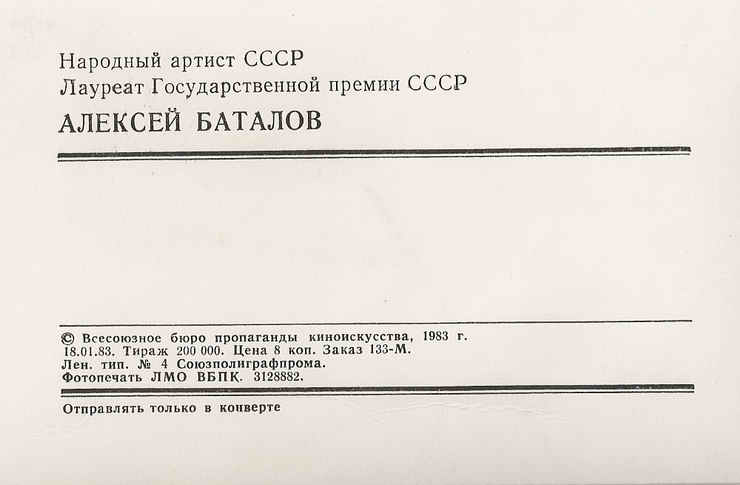 Народный артист СССР
Лауреат Государственной премии СССР
АЛЕКСЕЙ БАТАЛОВ
© Всесоюзное бюро пропаганды киноискусства, 1983 г.
18.01.83. Тираж 200 000. Цена 8 коп. Заказ 133-М.
Лен. тип. № 4 Союзполиграфпрома.
Фотопечать ЛМО ВБПК. 3128882.
Отправлять только в конверте